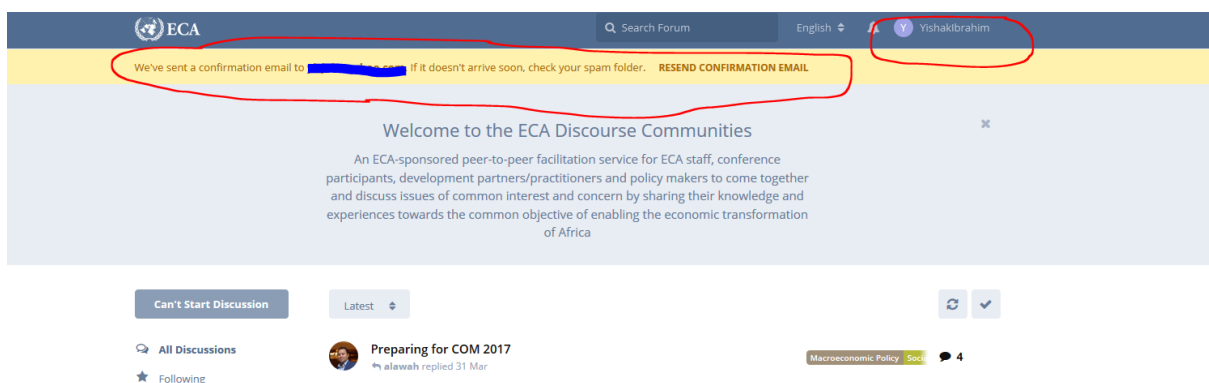 ECA
Search Forum
English
Y YishakIbrahim
We've sent a confirmation email to If it doesn't arrive soon, check your spam folder. RESEND CONFIRMATION EMAIL
Welcome to the ECA Discourse Communities
An ECA-sponsored peer-to-peer facilitation service for ECA staff, conference
participants, development partners/practitioners and policy makers to come together
and discuss issues of common interest and concern by sharing their knowledge and
experiences towards the common objective of enabling the economic transformation
of Africa
Can't Start Discussion
Latest
All Discussions
Preparing for COM 2017
Macroeconomic Policy
4
alawah replied 31 Mar
Following